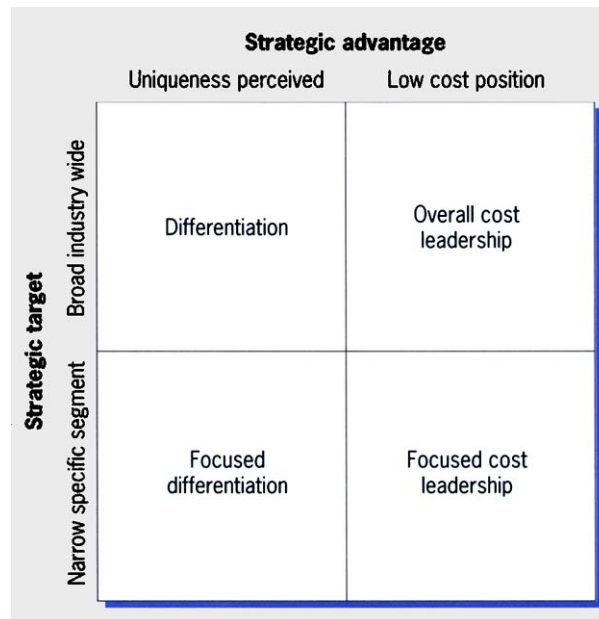 Strategic advantage
Uniqueness perceived
Low cost position
Strategic target
Broad industry wide
Differentiation
Overall cost
leadership
Narrow specific segment
Focused
differentiation
Focused cost
leadership